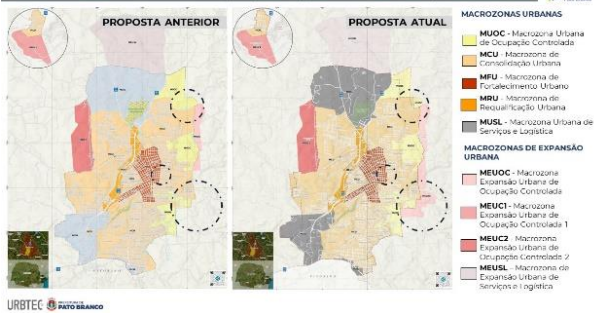 PROPOSTA ANTERIOR
PROPOSTA ATUAL
MACROZONAS URBANAS
MUOC - Macrozona Urbana
de Ocupação Controlada
MCU - Macrozona de
Consolidação Urbana
MFU - Macrozona de
Fortalecimento Urbano
MRU - Macrozona de
Requalificação Urbana
MUSL - Macrozona Urbana de
Serviços e Logística
MACROZONAS DE EXPANSÃO
URBANA
MEUOC - Macrozona
Expansão Urbana de
Ocupação Controlada
MEUC1 - Macrozona
Expansão Urbana de
Ocupação Controlada 1
MEUC2 - Macrozona
Expansão Urbana de
Ocupação Controlada 2
MEUSL - Macrozona de
Expansão Urbana de
Serviços e Logística
URBTEC
PATO BRANCO